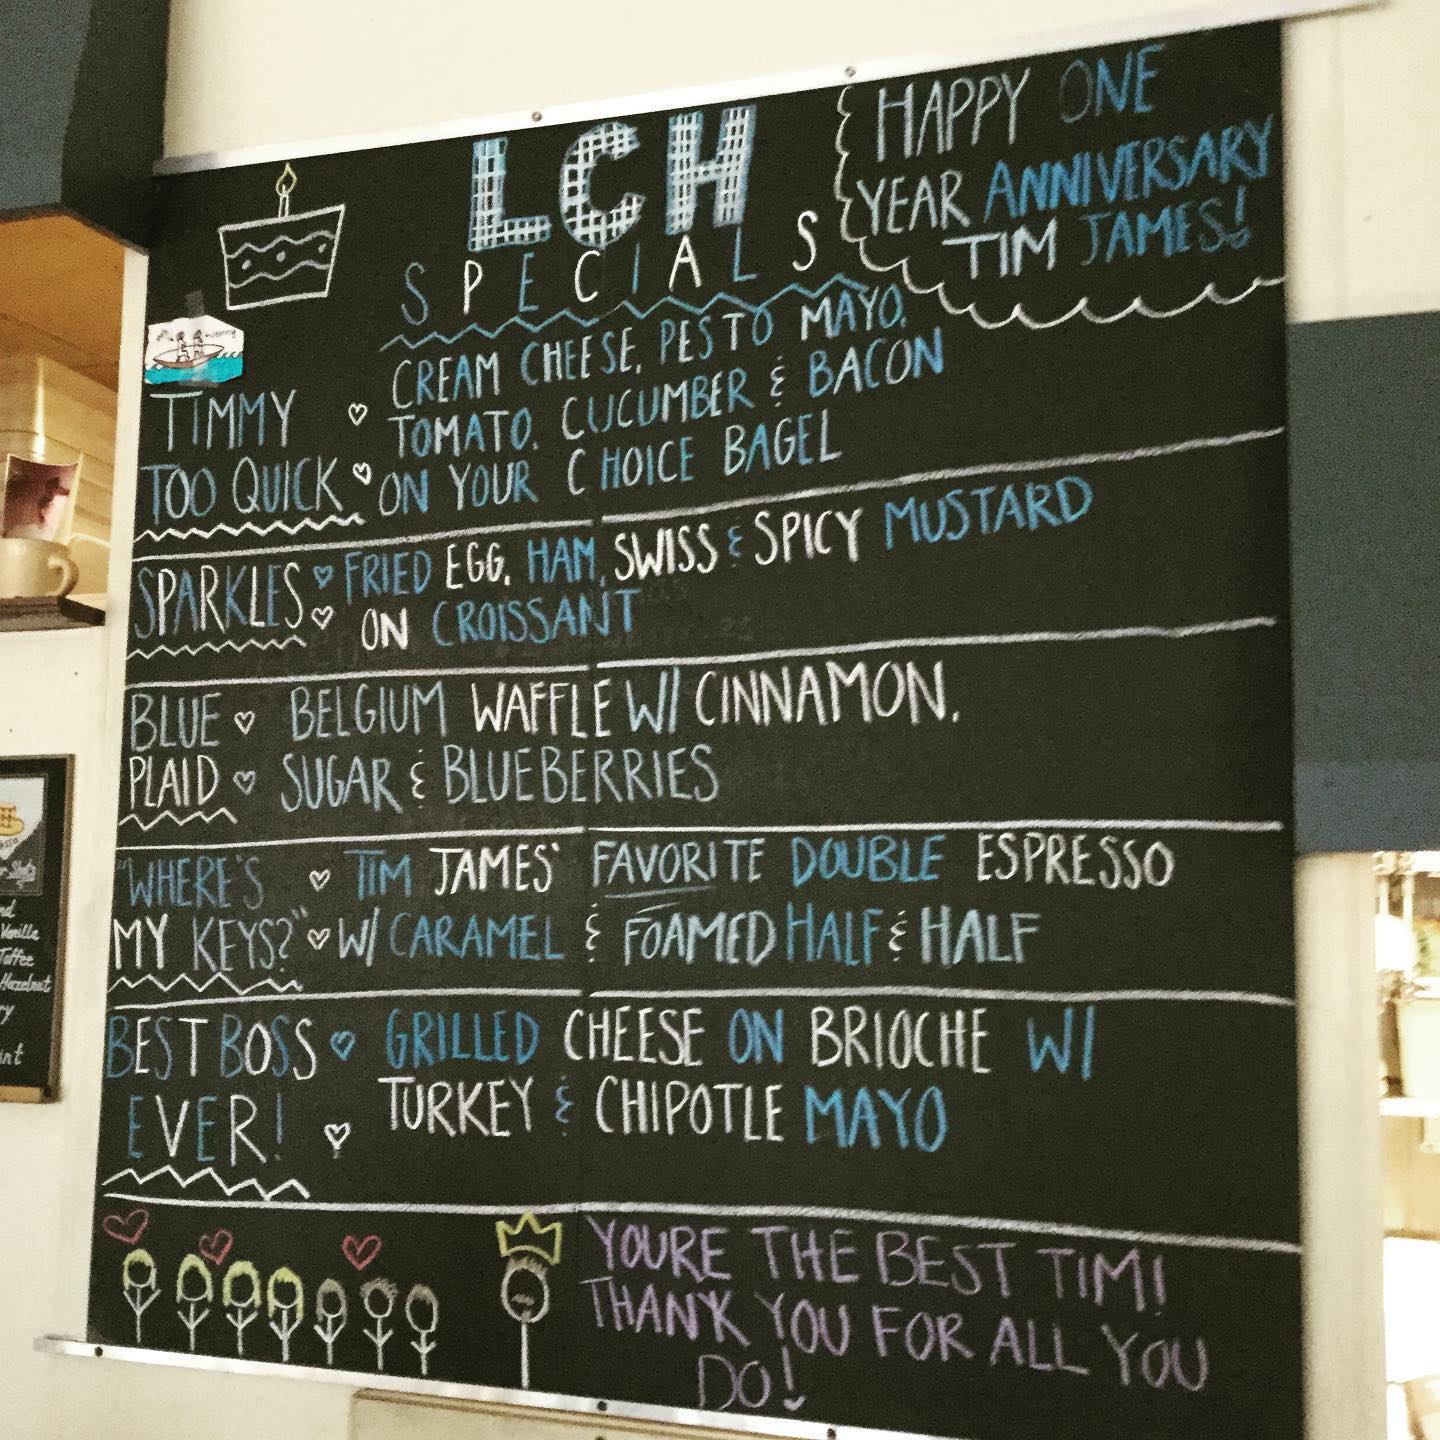 HAPPY ONE
YEAR ANNIVERSARY
TIM JAMES!
LCH
SPECIALS
TIMMY
TOO QUICK
CREAM CHEESE, PESTO MAYO,
TOMATO, CUCUMBER & BACON
ON YOUR CHOICE BAGEL
SPARKLES FRIED EGG, HAM, SWISS & SPICY MUSTARD
ON CROISSANT
BLUE BELGIUM WAFFLE W/ CINNAMON,
PLAID SUGAR & BLUEBERRIES
"WHERE'S TIM JAMES' FAVORITE DOUBLE ESPRESSO
MY KEYS?" W/ CARAMEL & FOAMED HALF & HALF
BEST BOSS GRILLED CHEESE ON BRIOCHE W/
EVER! TURKEY & CHIPOTLE MAYO
YOURE THE BEST TIM!
THANK YOU FOR ALL YOU
DO!
Vanilla
Toffee
Hazelnut